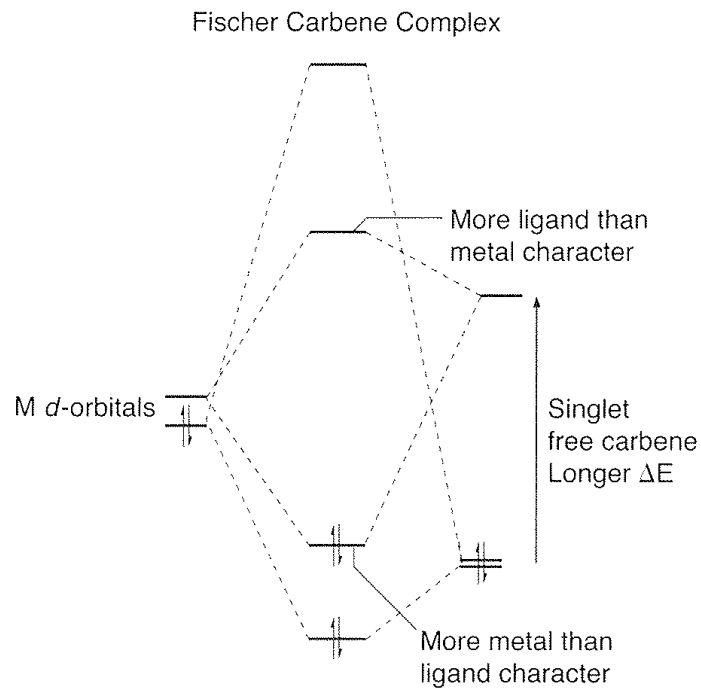 Fischer Carbene Complex
More ligand than
metal character
M d-orbitals
Singlet
free carbene
Longer ΔE
More metal than
ligand character